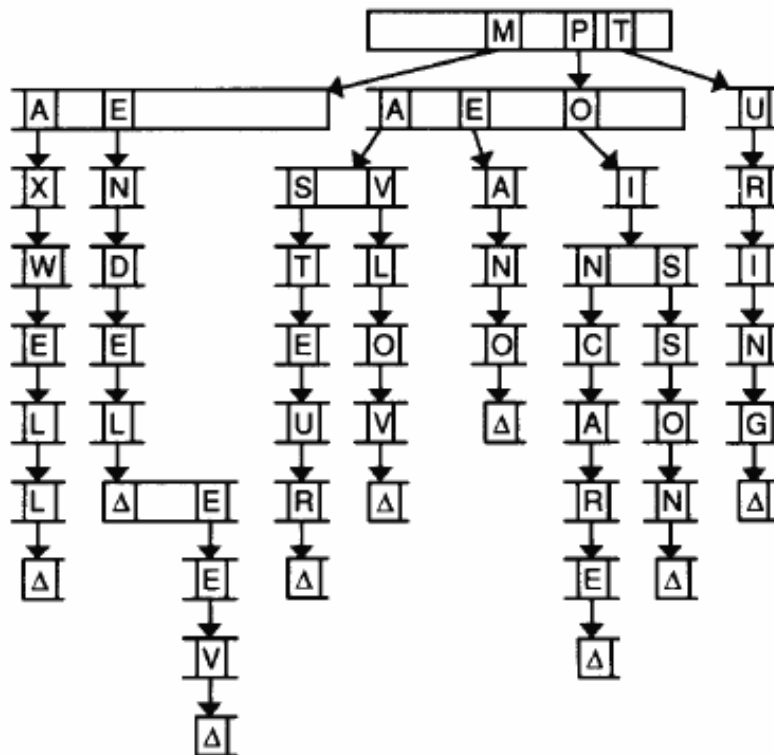 M P T
A E A E O U
X N S V A I R
W D T L N N S I
E E E O O C S N
L L U V Δ A O G
L Δ E R Δ R N Δ
Δ E Δ E Δ
V Δ
Δ